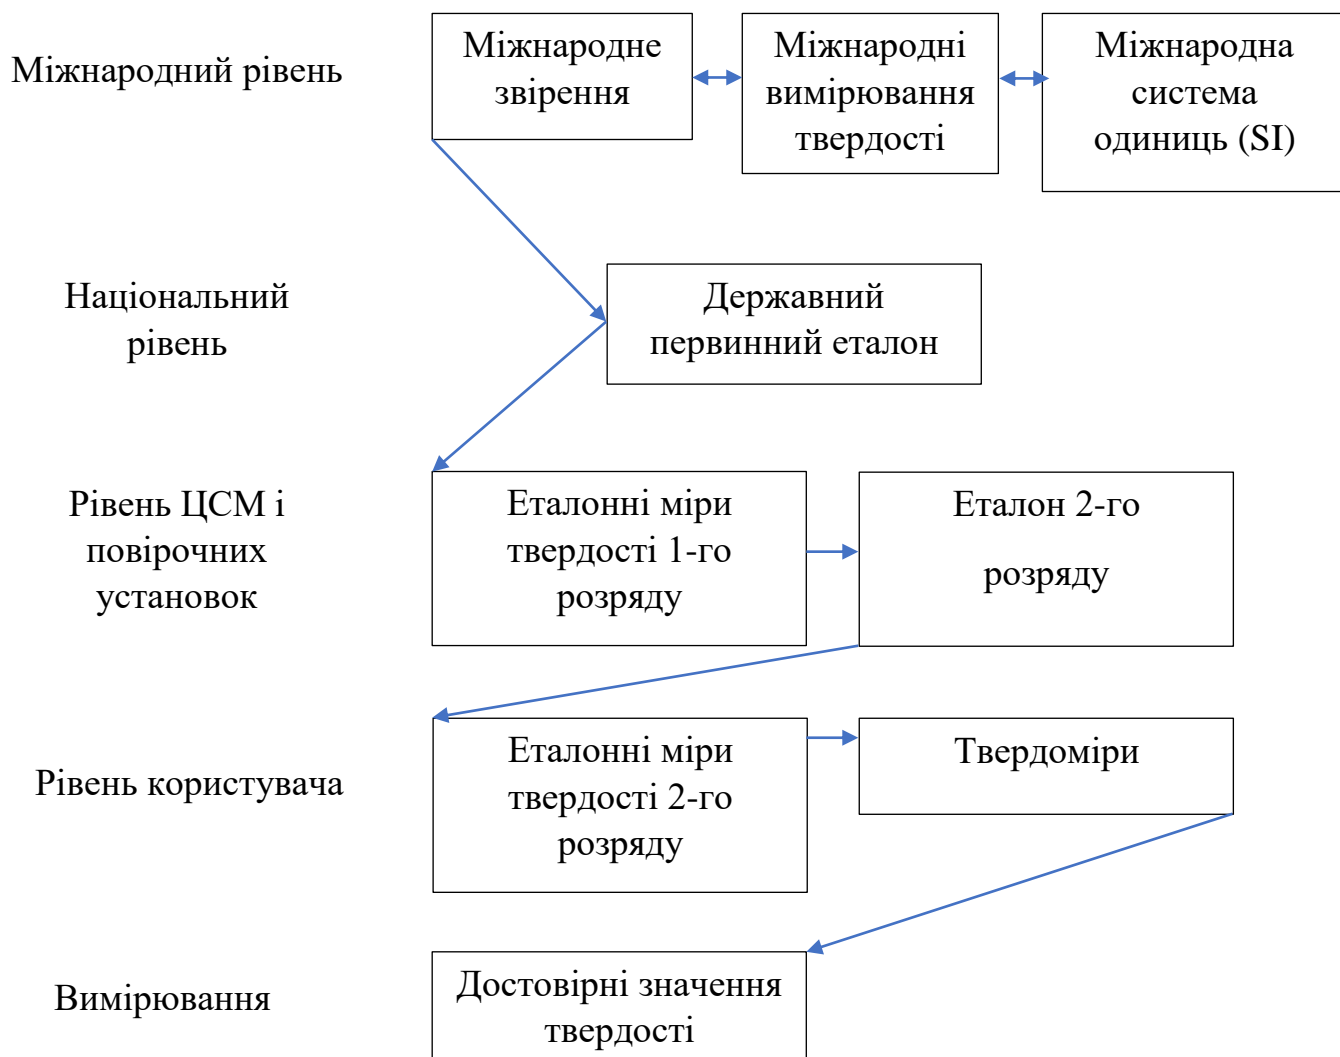 Міжнародний рівень
Міжнародне
звірення
Міжнародні
вимірювання
твердості
Міжнародна
система
одиниць (SI)
Національний
рівень
Державний
первинний еталон
Рівень ЦСМ і
повірочних
установок
Еталонні міри
твердості 1-го
розряду
Еталон 2-го
розряду
Рівень користувача
Еталонні міри
твердості 2-го
розряду
Твердоміри
Вимірювання
Достовірні значення
твердості